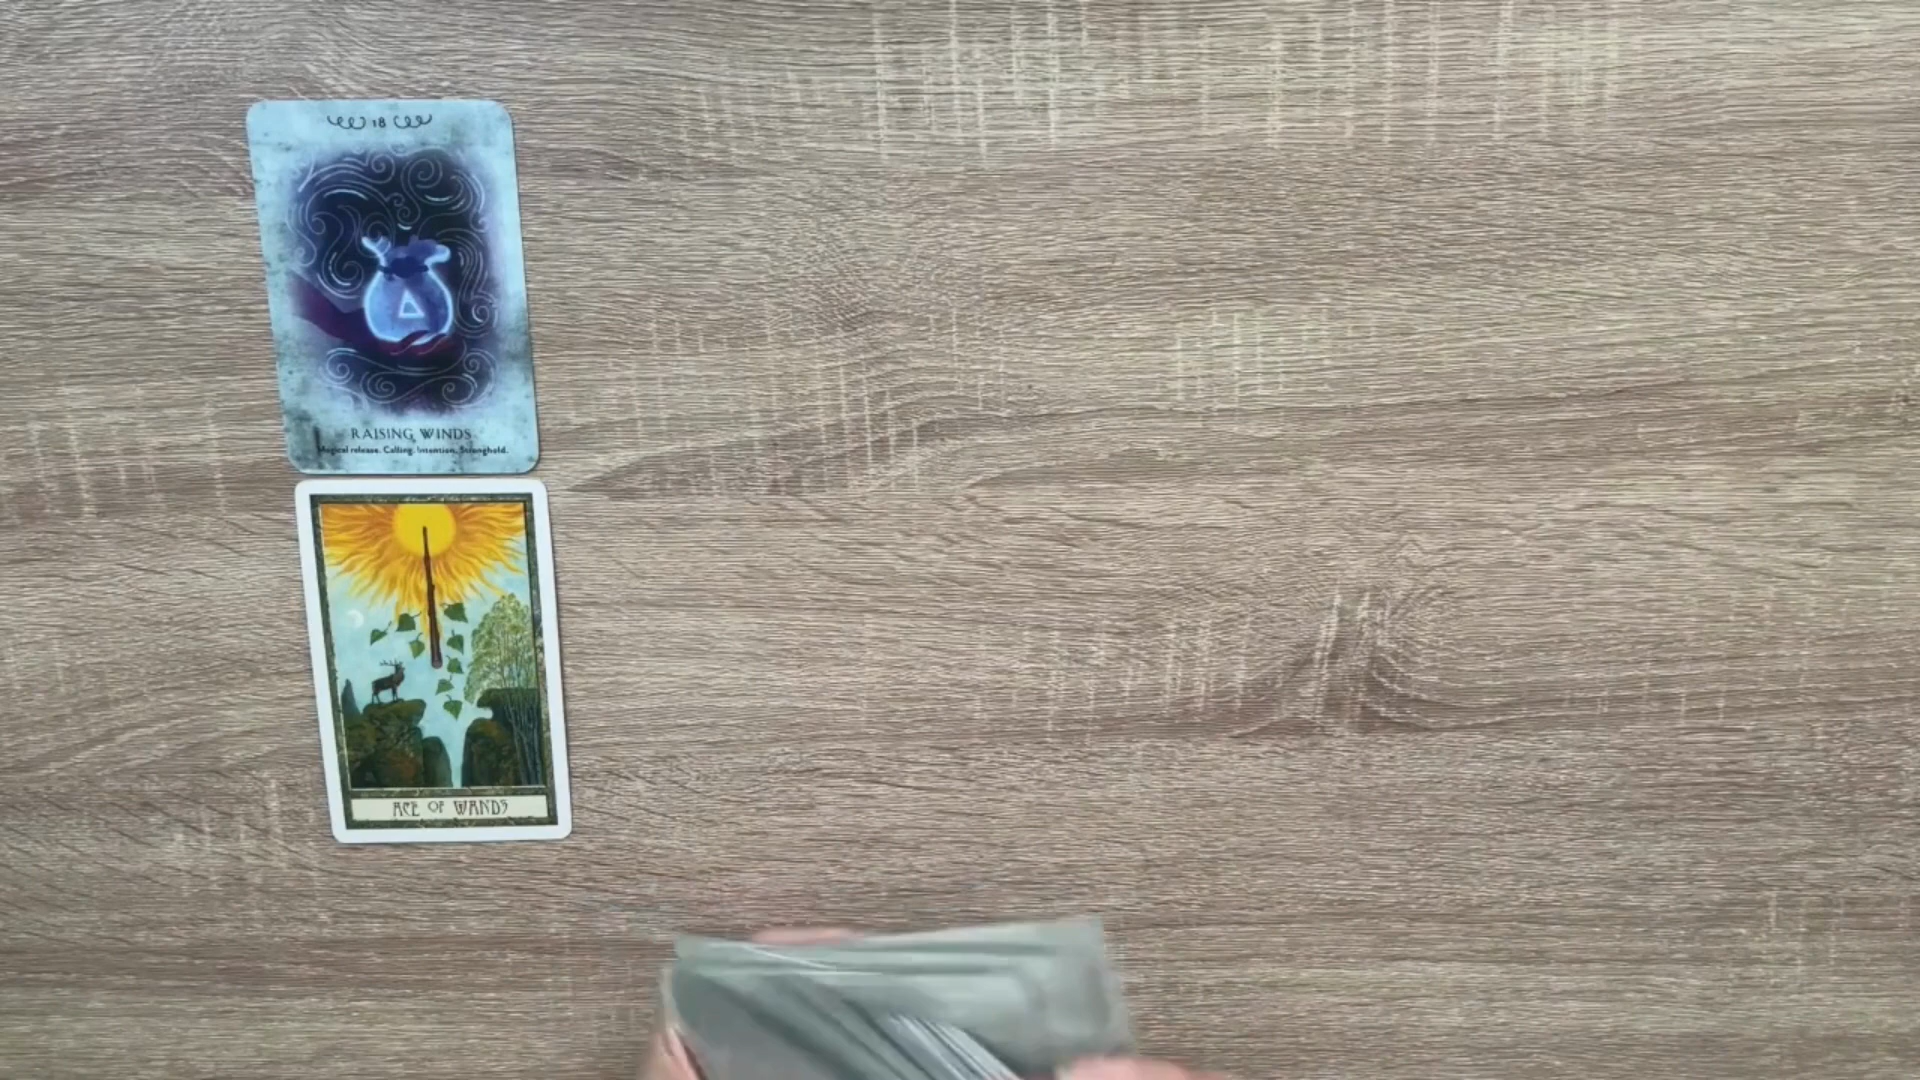 18
RAISING WINDS
Magical release. Calling. Intention. Stronghold.
ACE OF WANDS